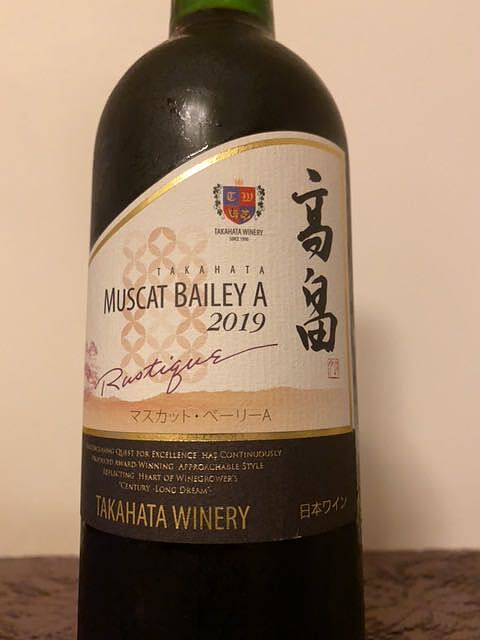 TAKAHATA WINERY
SINCE 1990
高畠
TAKAHATA
MUSCAT BAILEY A
2019
Rustique
マスカット・ベーリーA
QUEST FOR EXCELLENCE HAS CONTINUOUSLY
PRODUCED AWARD-WINNING APPROACHABLE STYLE
REFLECTING HEART OF WINEGROWER'S
"CENTURY-LONG DREAM".
TAKAHATA WINERY
日本ワイン